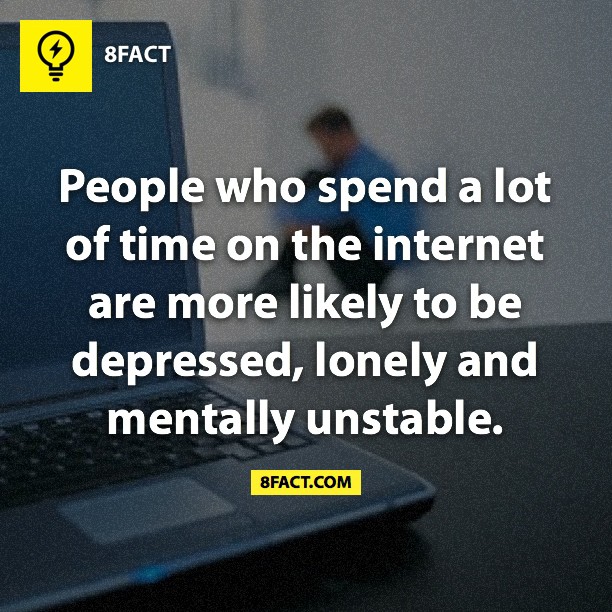 8FACT
People who spend a lot
of time on the internet
are more likely to be
depressed, lonely and
mentally unstable.
8FACT.COM